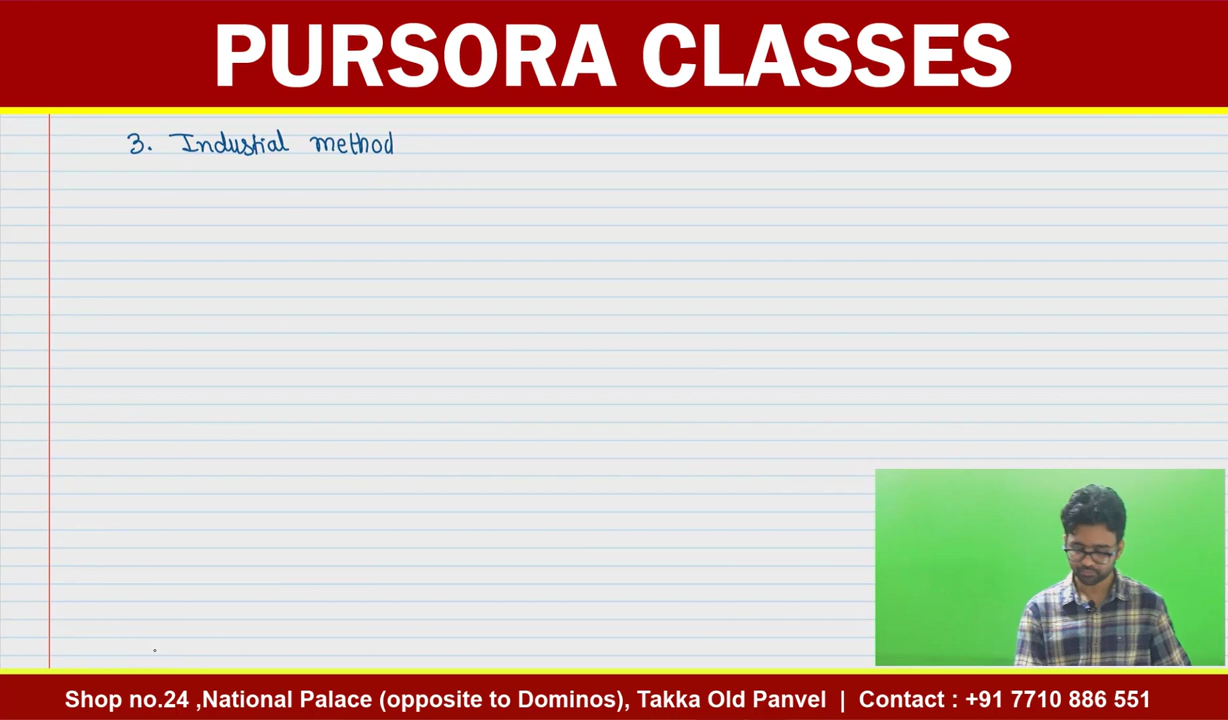 PURSORA CLASSES
3. Industrial method
Shop no.24 ,National Palace (opposite to Dominos), Takka Old Panvel | Contact : +91 7710 886 551